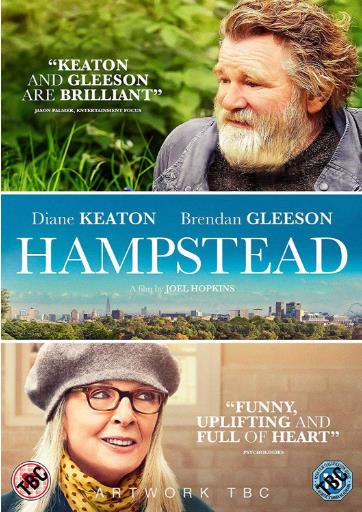 “KEATON
AND GLEESON
ARE BRILLIANT”
JASON PALMER, ENTERTAINMENT FOCUS
Diane KEATON Brendan GLEESON
HAMPSTEAD
A film by JOEL HOPKINS
“FUNNY,
UPLIFTING AND
FULL OF HEART”
PSYCHOLOGIES
TBC
ARTWORK TBC
TBC